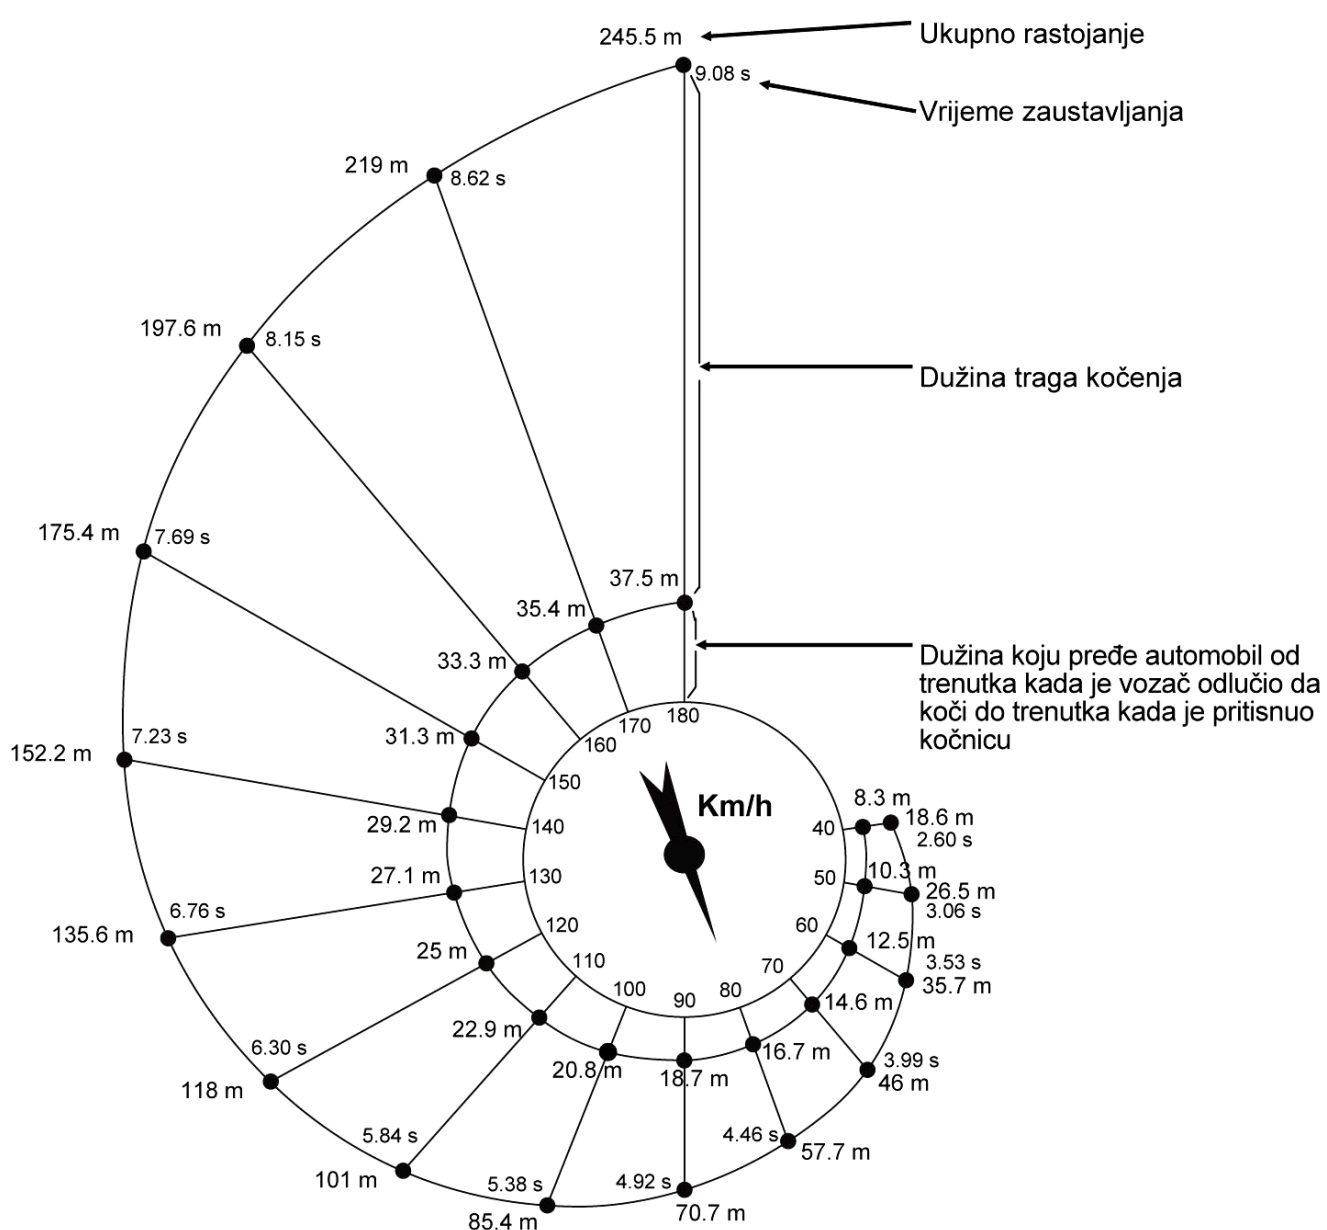 245.5 m
Ukupno rastojanje
9.08 s
Vrijeme zaustavljanja
219 m
8.62 s
197.6 m
8.15 s
Dužina traga kočenja
175.4 m
7.69 s
37.5 m
35.4 m
33.3 m
Dužina koju pređe automobil od
trenutka kada je vozač odlučio da
koči do trenutka kada je pritisnuo
kočnicu
180
170
160
31.3 m
7.23 s
152.2 m
150
Km/h
8.3 m
18.6 m
2.60 s
29.2 m
140
40
27.1 m
130
50
10.3 m
26.5 m
3.06 s
6.76 s
135.6 m
120
60
12.5 m
25 m
110
70
3.53 s
35.7 m
100
90
80
14.6 m
22.9 m
6.30 s
118 m
20.8 m
18.7 m
16.7 m
3.99 s
46 m
5.84 s
101 m
4.46 s
57.7 m
5.38 s
85.4 m
4.92 s
70.7 m